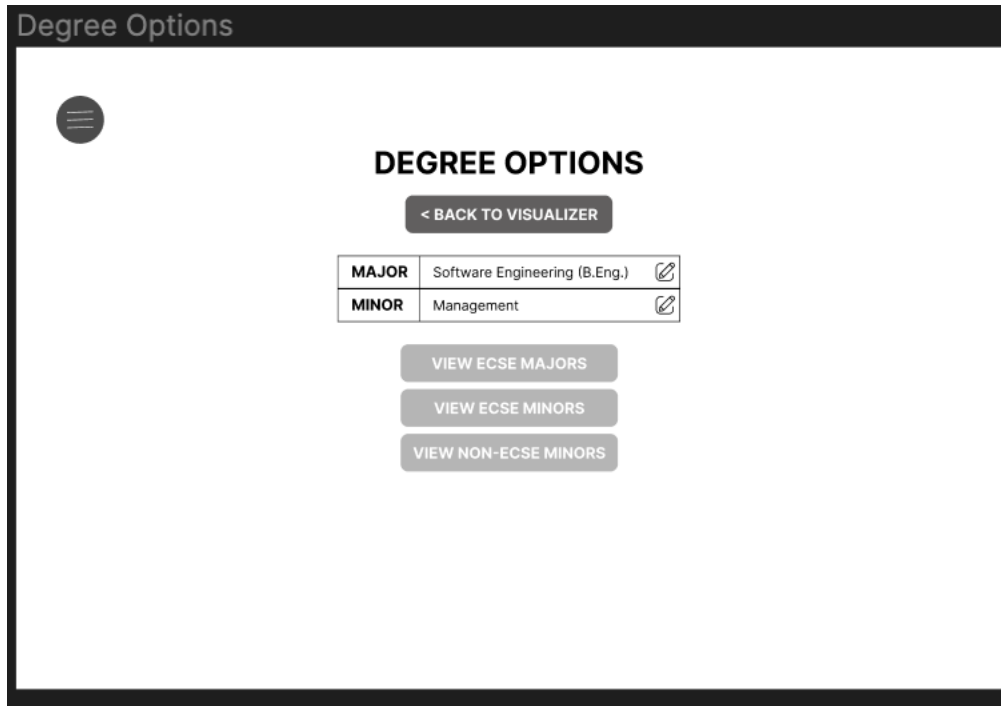 Degree Options
DEGREE OPTIONS
< BACK TO VISUALIZER
MAJOR Software Engineering (B.Eng.)
MINOR Management
VIEW ECSE MAJORS
VIEW ECSE MINORS
VIEW NON-ECSE MINORS